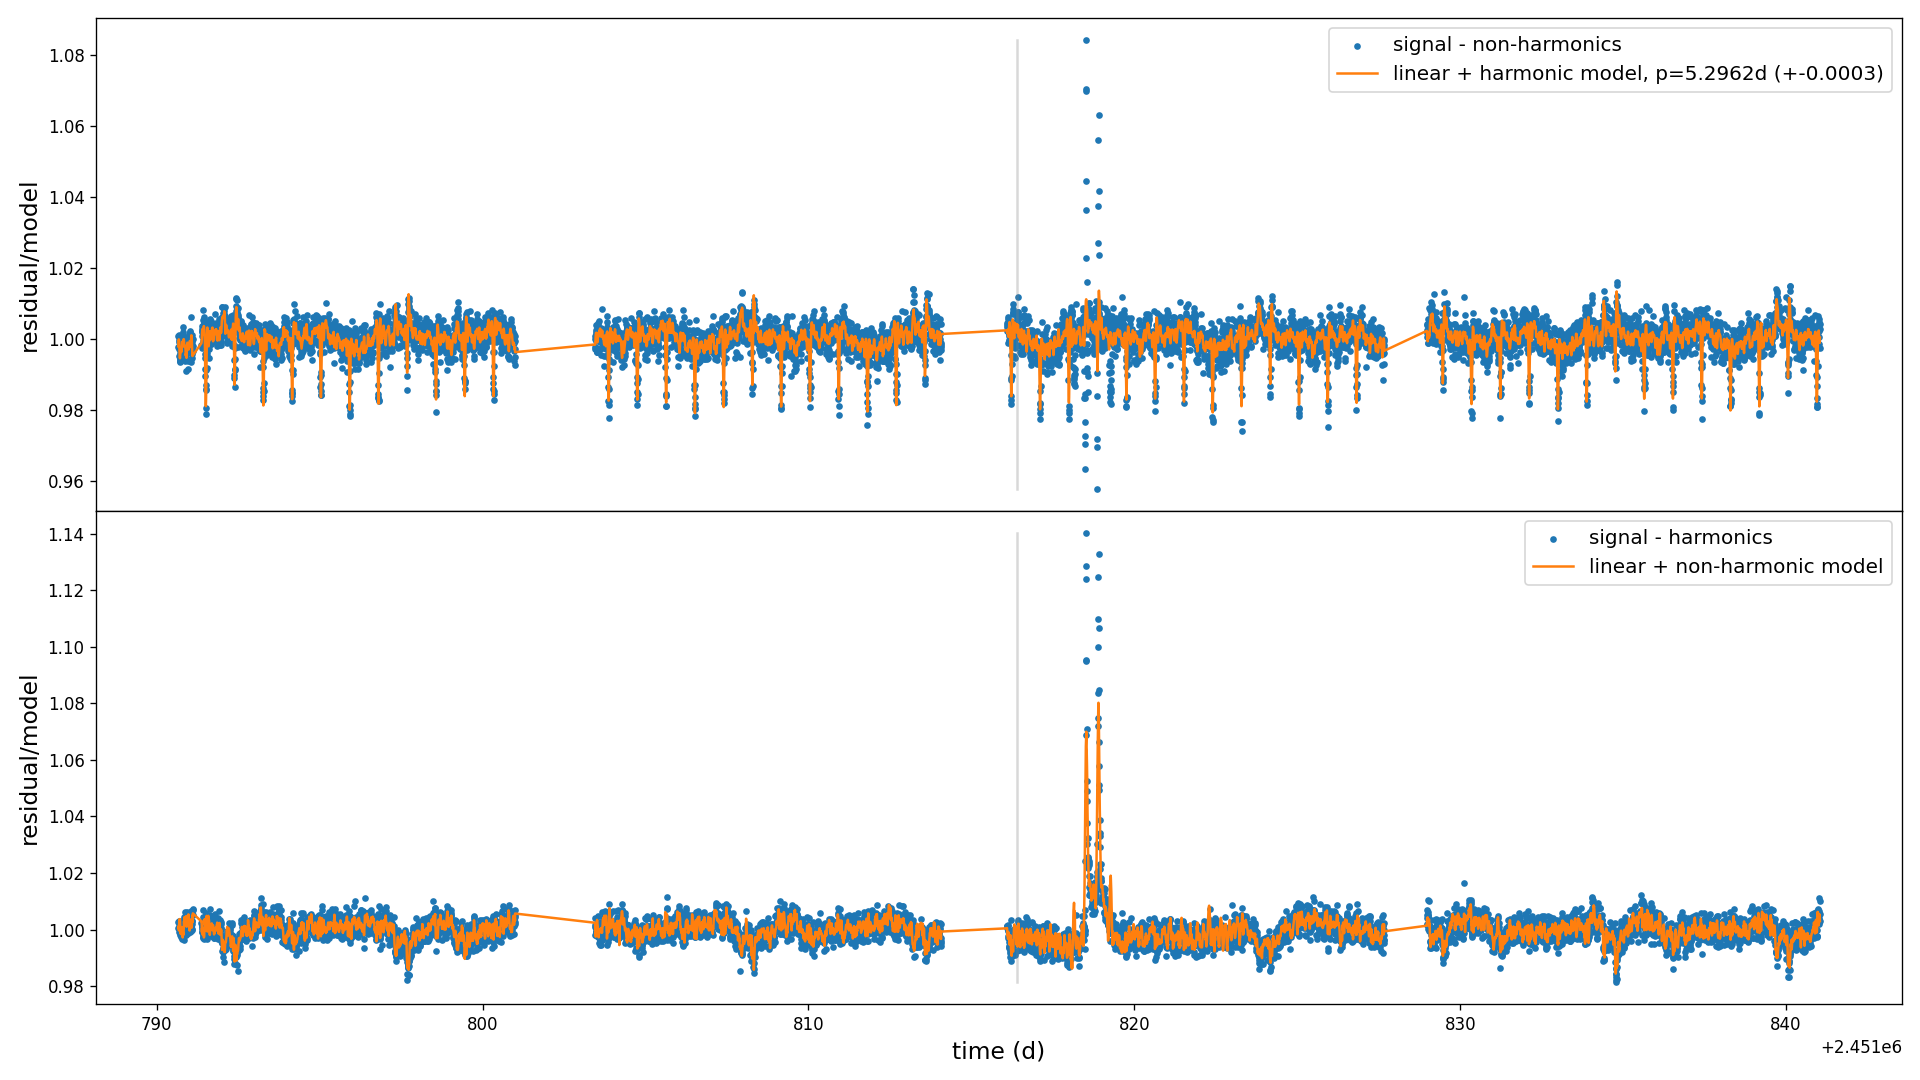 signal - non-harmonics
linear + harmonic model, p=5.2962d (+-0.0003)
1.08
1.06
1.04
1.02
1.00
0.98
0.96
residual/model
signal - harmonics
linear + non-harmonic model
1.14
1.12
1.10
1.08
1.06
1.04
1.02
1.00
0.98
residual/model
790 800 810 820 830 840
+2.451e6
time (d)